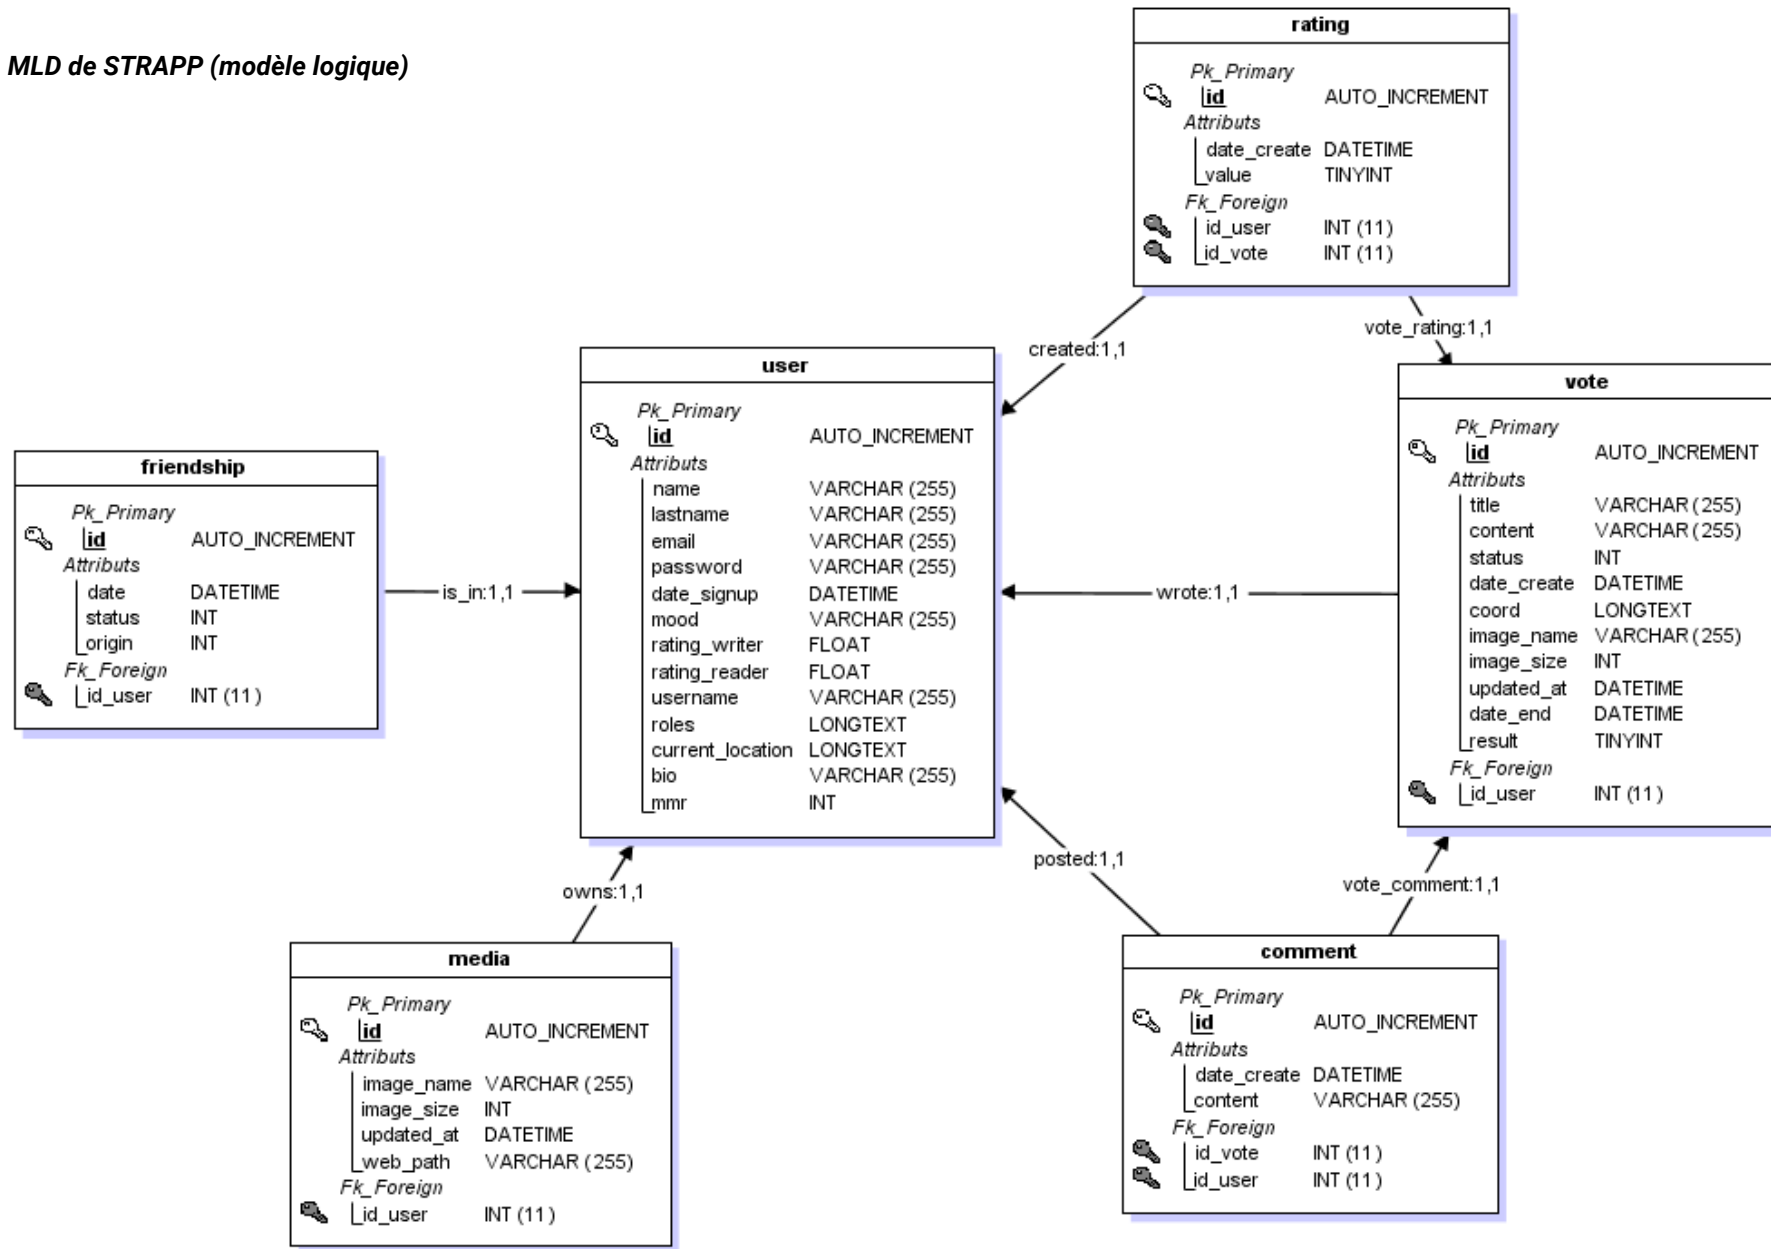 MLD de STRAPP (modèle logique)
rating
Pk_Primary
id AUTO_INCREMENT
Attributs
date_create DATETIME
value TINYINT
Fk_Foreign
id_user INT (11)
id_vote INT (11)
created:1,1
vote_rating:1,1
user
Pk_Primary
id AUTO_INCREMENT
Attributs
name VARCHAR (255)
lastname VARCHAR (255)
email VARCHAR (255)
password VARCHAR (255)
date_signup DATETIME
mood VARCHAR (255)
rating_writer FLOAT
rating_reader FLOAT
username VARCHAR (255)
roles LONGTEXT
current_location LONGTEXT
bio VARCHAR (255)
mmr INT
vote
Pk_Primary
id AUTO_INCREMENT
Attributs
title VARCHAR (255)
content VARCHAR (255)
status INT
date_create DATETIME
coord LONGTEXT
image_name VARCHAR (255)
image_size INT
updated_at DATETIME
date_end DATETIME
result TINYINT
Fk_Foreign
id_user INT (11)
friendship
Pk_Primary
id AUTO_INCREMENT
Attributs
date DATETIME
status INT
origin INT
Fk_Foreign
id_user INT (11)
is_in:1,1
wrote:1,1
owns:1,1
posted:1,1
vote_comment:1,1
media
Pk_Primary
id AUTO_INCREMENT
Attributs
image_name VARCHAR (255)
image_size INT
updated_at DATETIME
web_path VARCHAR (255)
Fk_Foreign
id_user INT (11)
comment
Pk_Primary
id AUTO_INCREMENT
Attributs
date_create DATETIME
content VARCHAR (255)
Fk_Foreign
id_vote INT (11)
id_user INT (11)